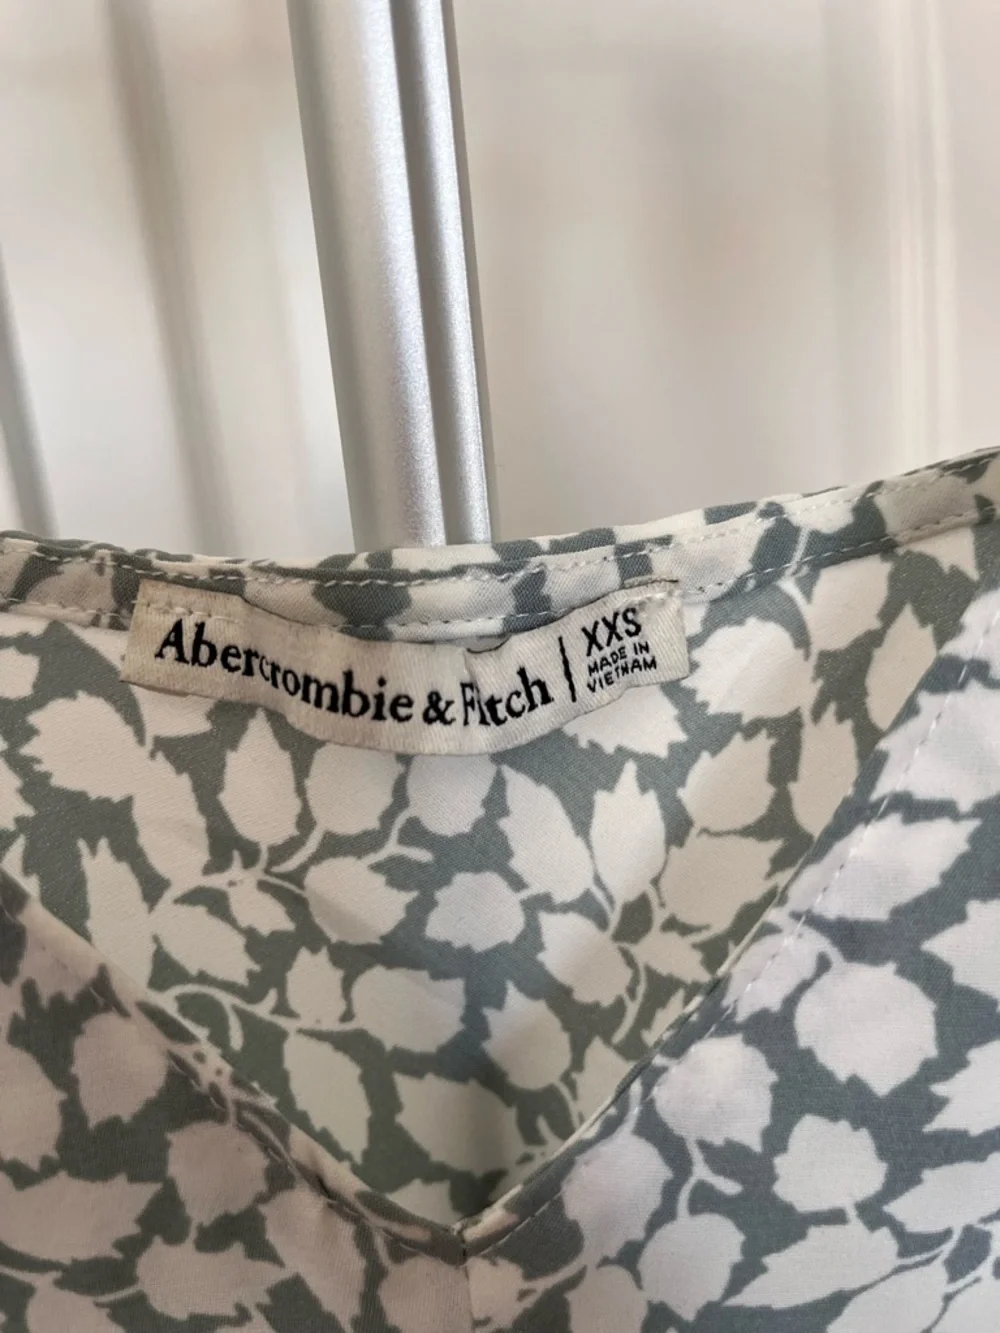 Abercrombie & Fitch | XXS
MADE IN
VIETNAM